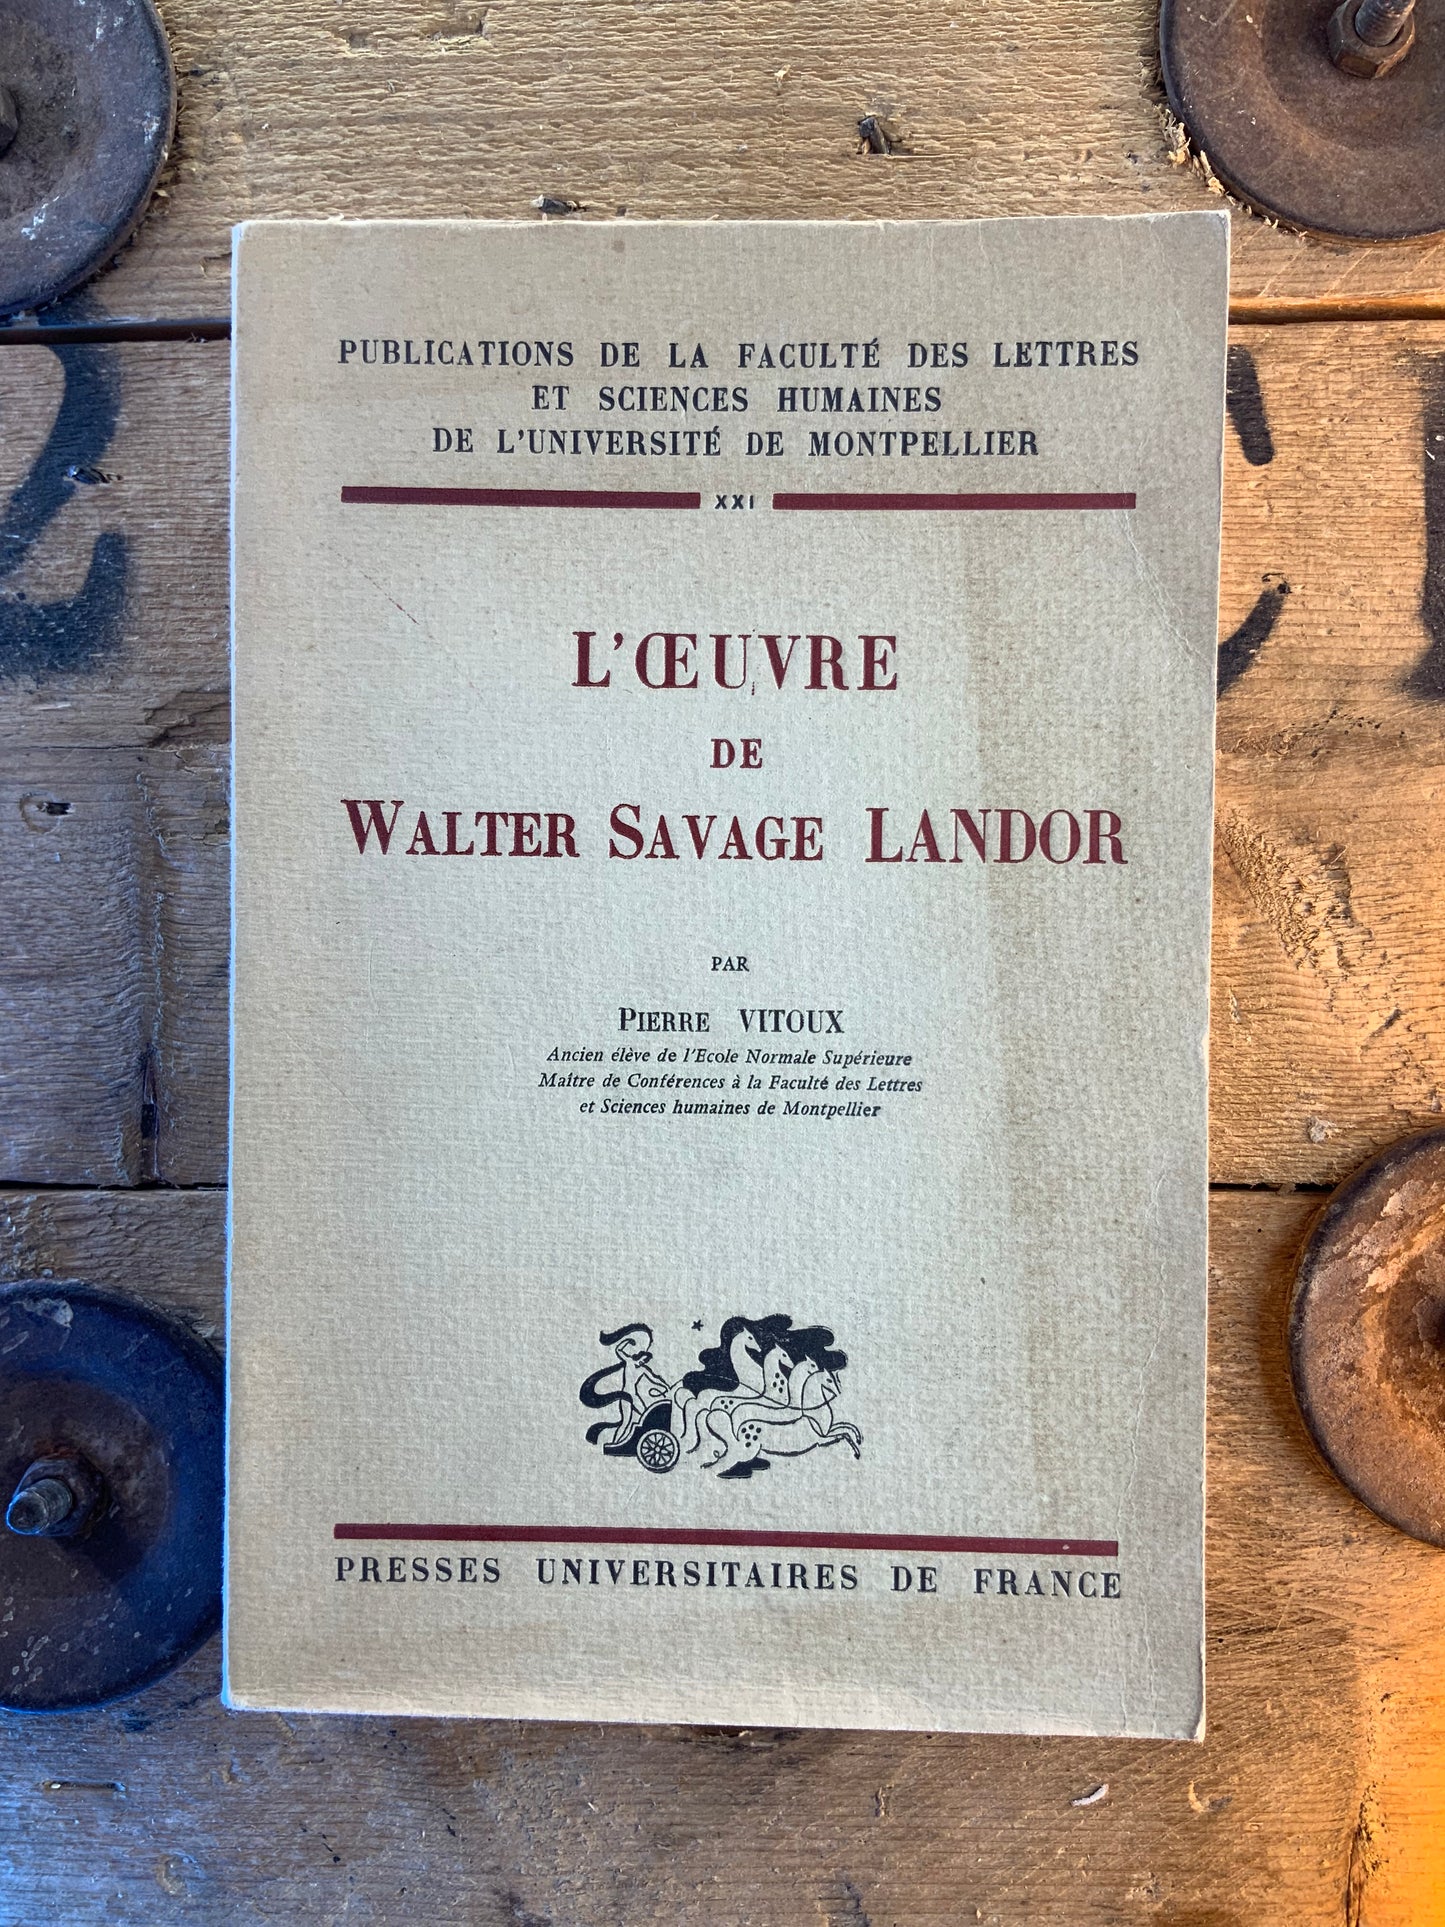 PUBLICATIONS DE LA FACULTÉ DES LETTRES
ET SCIENCES HUMAINES
DE L'UNIVERSITÉ DE MONTPELLIER
XXI
L'ŒUVRE
DE
WALTER SAVAGE LANDOR
PAR
PIERRE VITOUX
Ancien élève de l'Ecole Normale Supérieure
Maître de Conférences à la Faculté des Lettres
et Sciences humaines de Montpellier
PRESSES UNIVERSITAIRES DE FRANCE